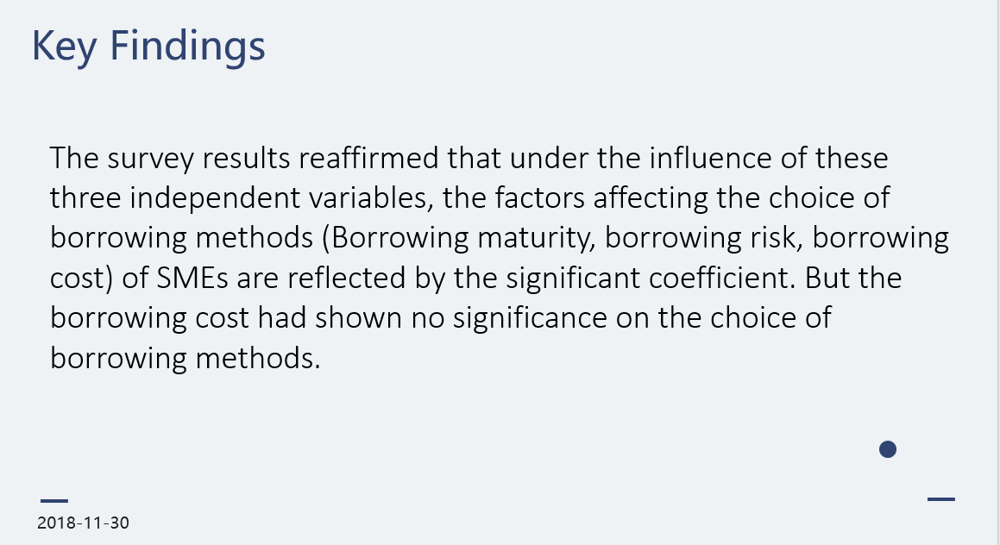 Key Findings
The survey results reaffirmed that under the influence of these
three independent variables, the factors affecting the choice of
borrowing methods (Borrowing maturity, borrowing risk, borrowing
cost) of SMEs are reflected by the significant coefficient. But the
borrowing cost had shown no significance on the choice of
borrowing methods.
2018-11-30